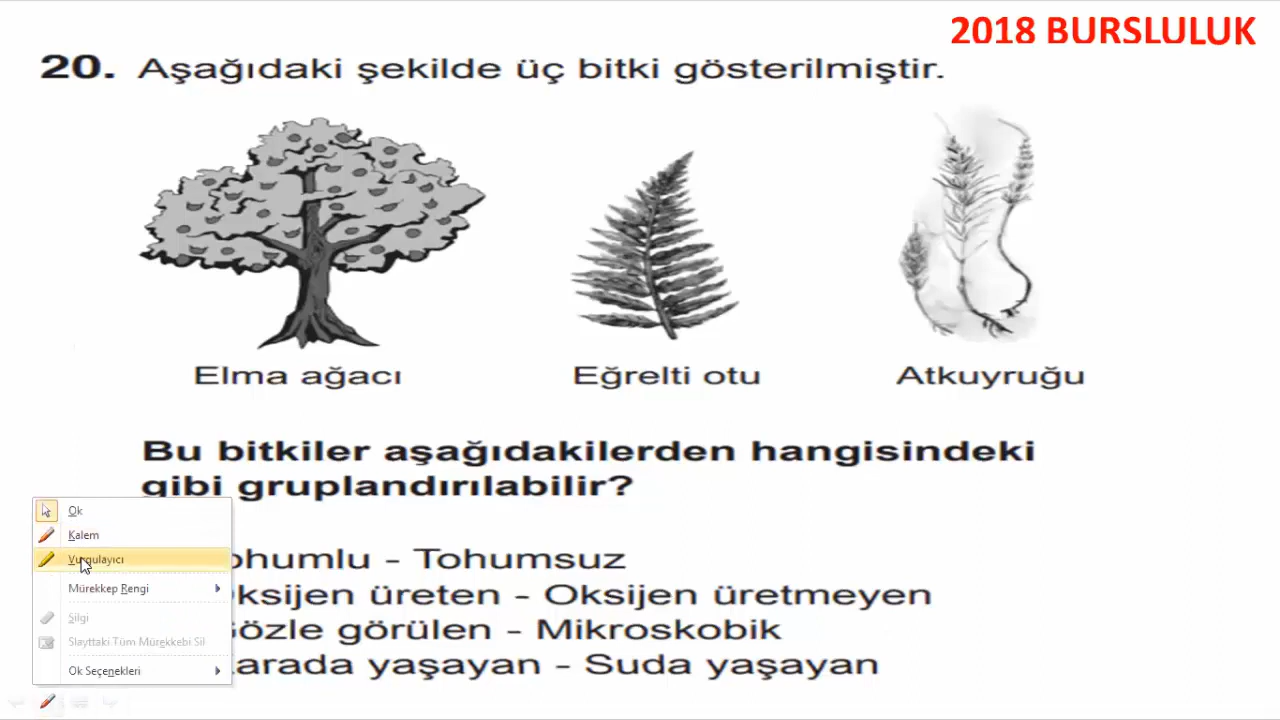 2018 BURSLULUK
20. Aşağıdaki şekilde üç bitki gösterilmiştir.
Elma ağacı Eğrelti otu Atkuyruğu
Bu bitkiler aşağıdakilerden hangisindeki
gibi gruplandırılabilir?
Ok
Kalem
Vurgulayıcı
Mürekkep Rengi
Silgi
Slayttaki Tüm Mürekkebi Sil
Ok Seçenekleri
ohumlu - Tohumsuz
ksijen üreten - Oksijen üretmeyen
özle görülen - Mikroskobik
arada yaşayan - Suda yaşayan